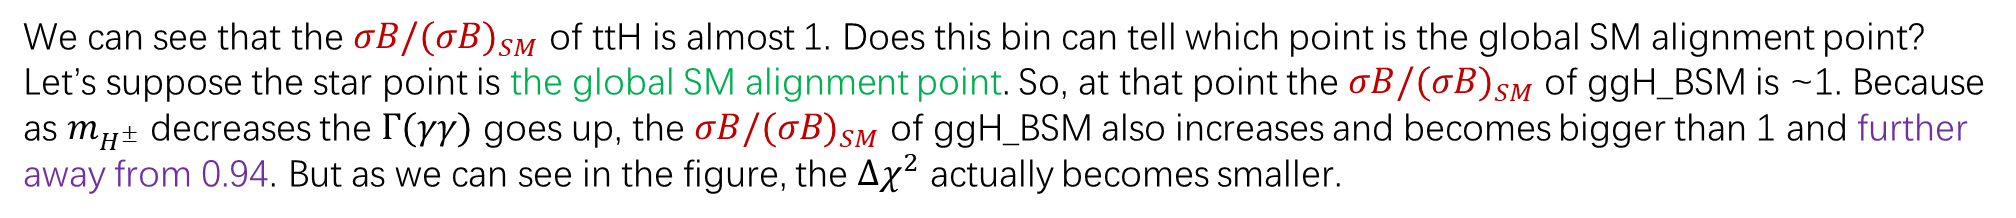 We can see that the σB/(σB)_SM of ttH is almost 1. Does this bin can tell which point is the global SM alignment point?
Let's suppose the star point is the global SM alignment point. So, at that point the σB/(σB)_SM of ggH_BSM is ~1. Because
as m_{H^±} decreases the Γ(γγ) goes up, the σB/(σB)_SM of ggH_BSM also increases and becomes bigger than 1 and further
away from 0.94. But as we can see in the figure, the Δχ² actually becomes smaller.